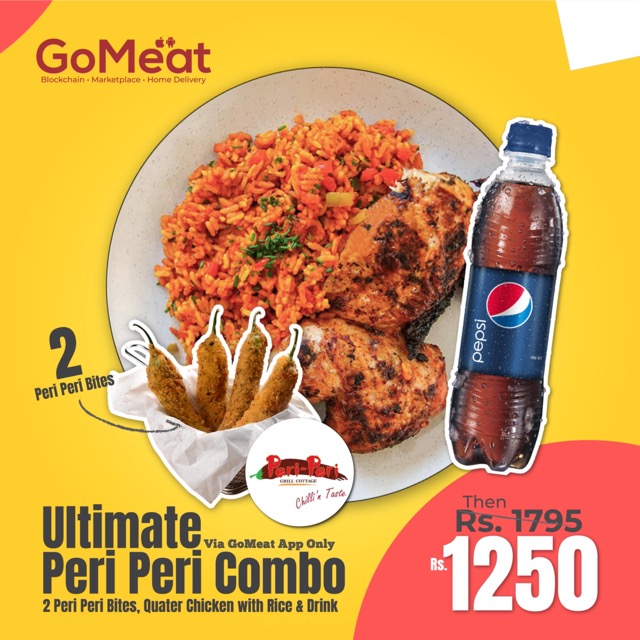 GoMeat
Blockchain • Marketplace • Home Delivery
pepsi
2
Peri Peri Bites
Peri-Peri
GRILL COTTAGE
Chilli'n Taste
Ultimate
Via GoMeat App Only
Peri Peri Combo
2 Peri Peri Bites, Quater Chicken with Rice & Drink
Then
Rs. 1795
Rs. 1250